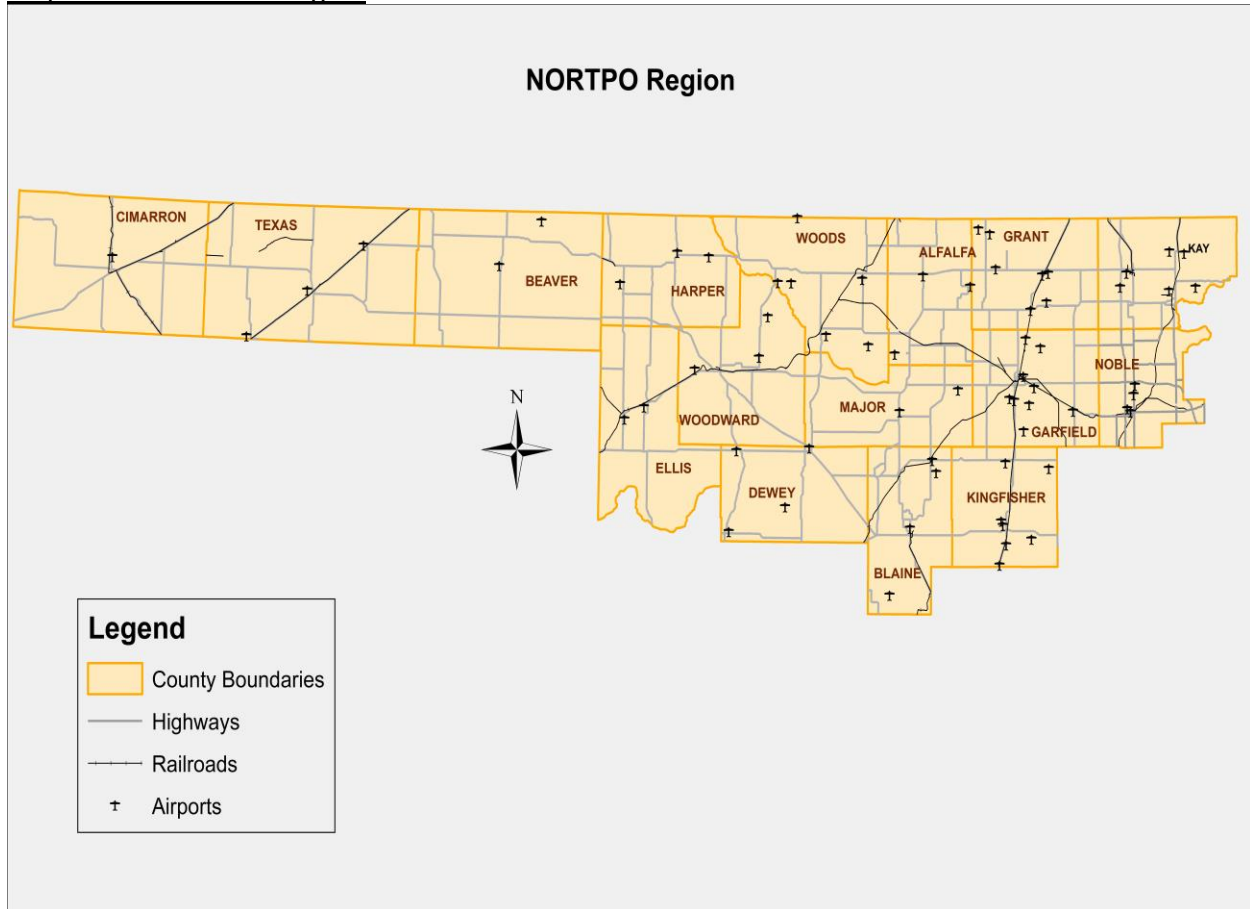 NORTPO Region
CIMARRON
TEXAS
BEAVER
HARPER
WOODS
ALFALFA
GRANT
KAY
NOBLE
WOODWARD
MAJOR
GARFIELD
ELLIS
DEWEY
KINGFISHER
BLAINE
N
Legend
County Boundaries
Highways
Railroads
Airports